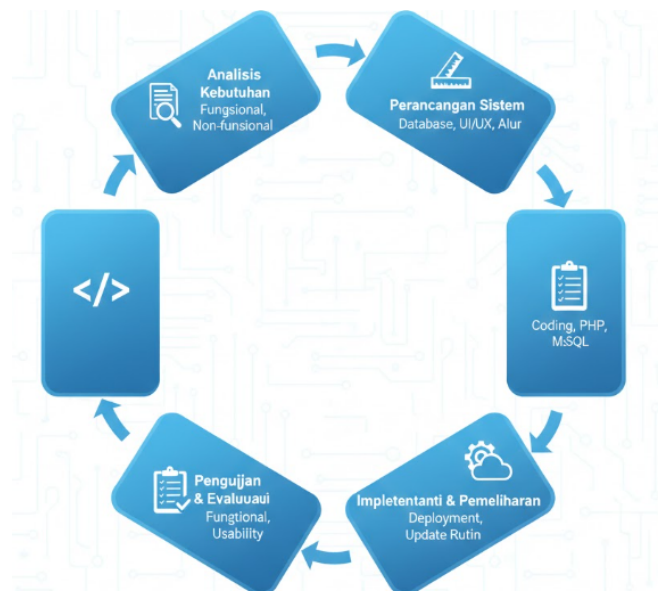 Analisis
Kebutuhan
Fungsional,
Non-funsional
Perancangan Sistem
Database, UI/UX, Alur
Coding, PHP,
MsSQL
Impletentanti & Pemeliharan
Deployment,
Update Rutin
Pengujjan
& Evaluuaui
Fungtional,
Usability
</>